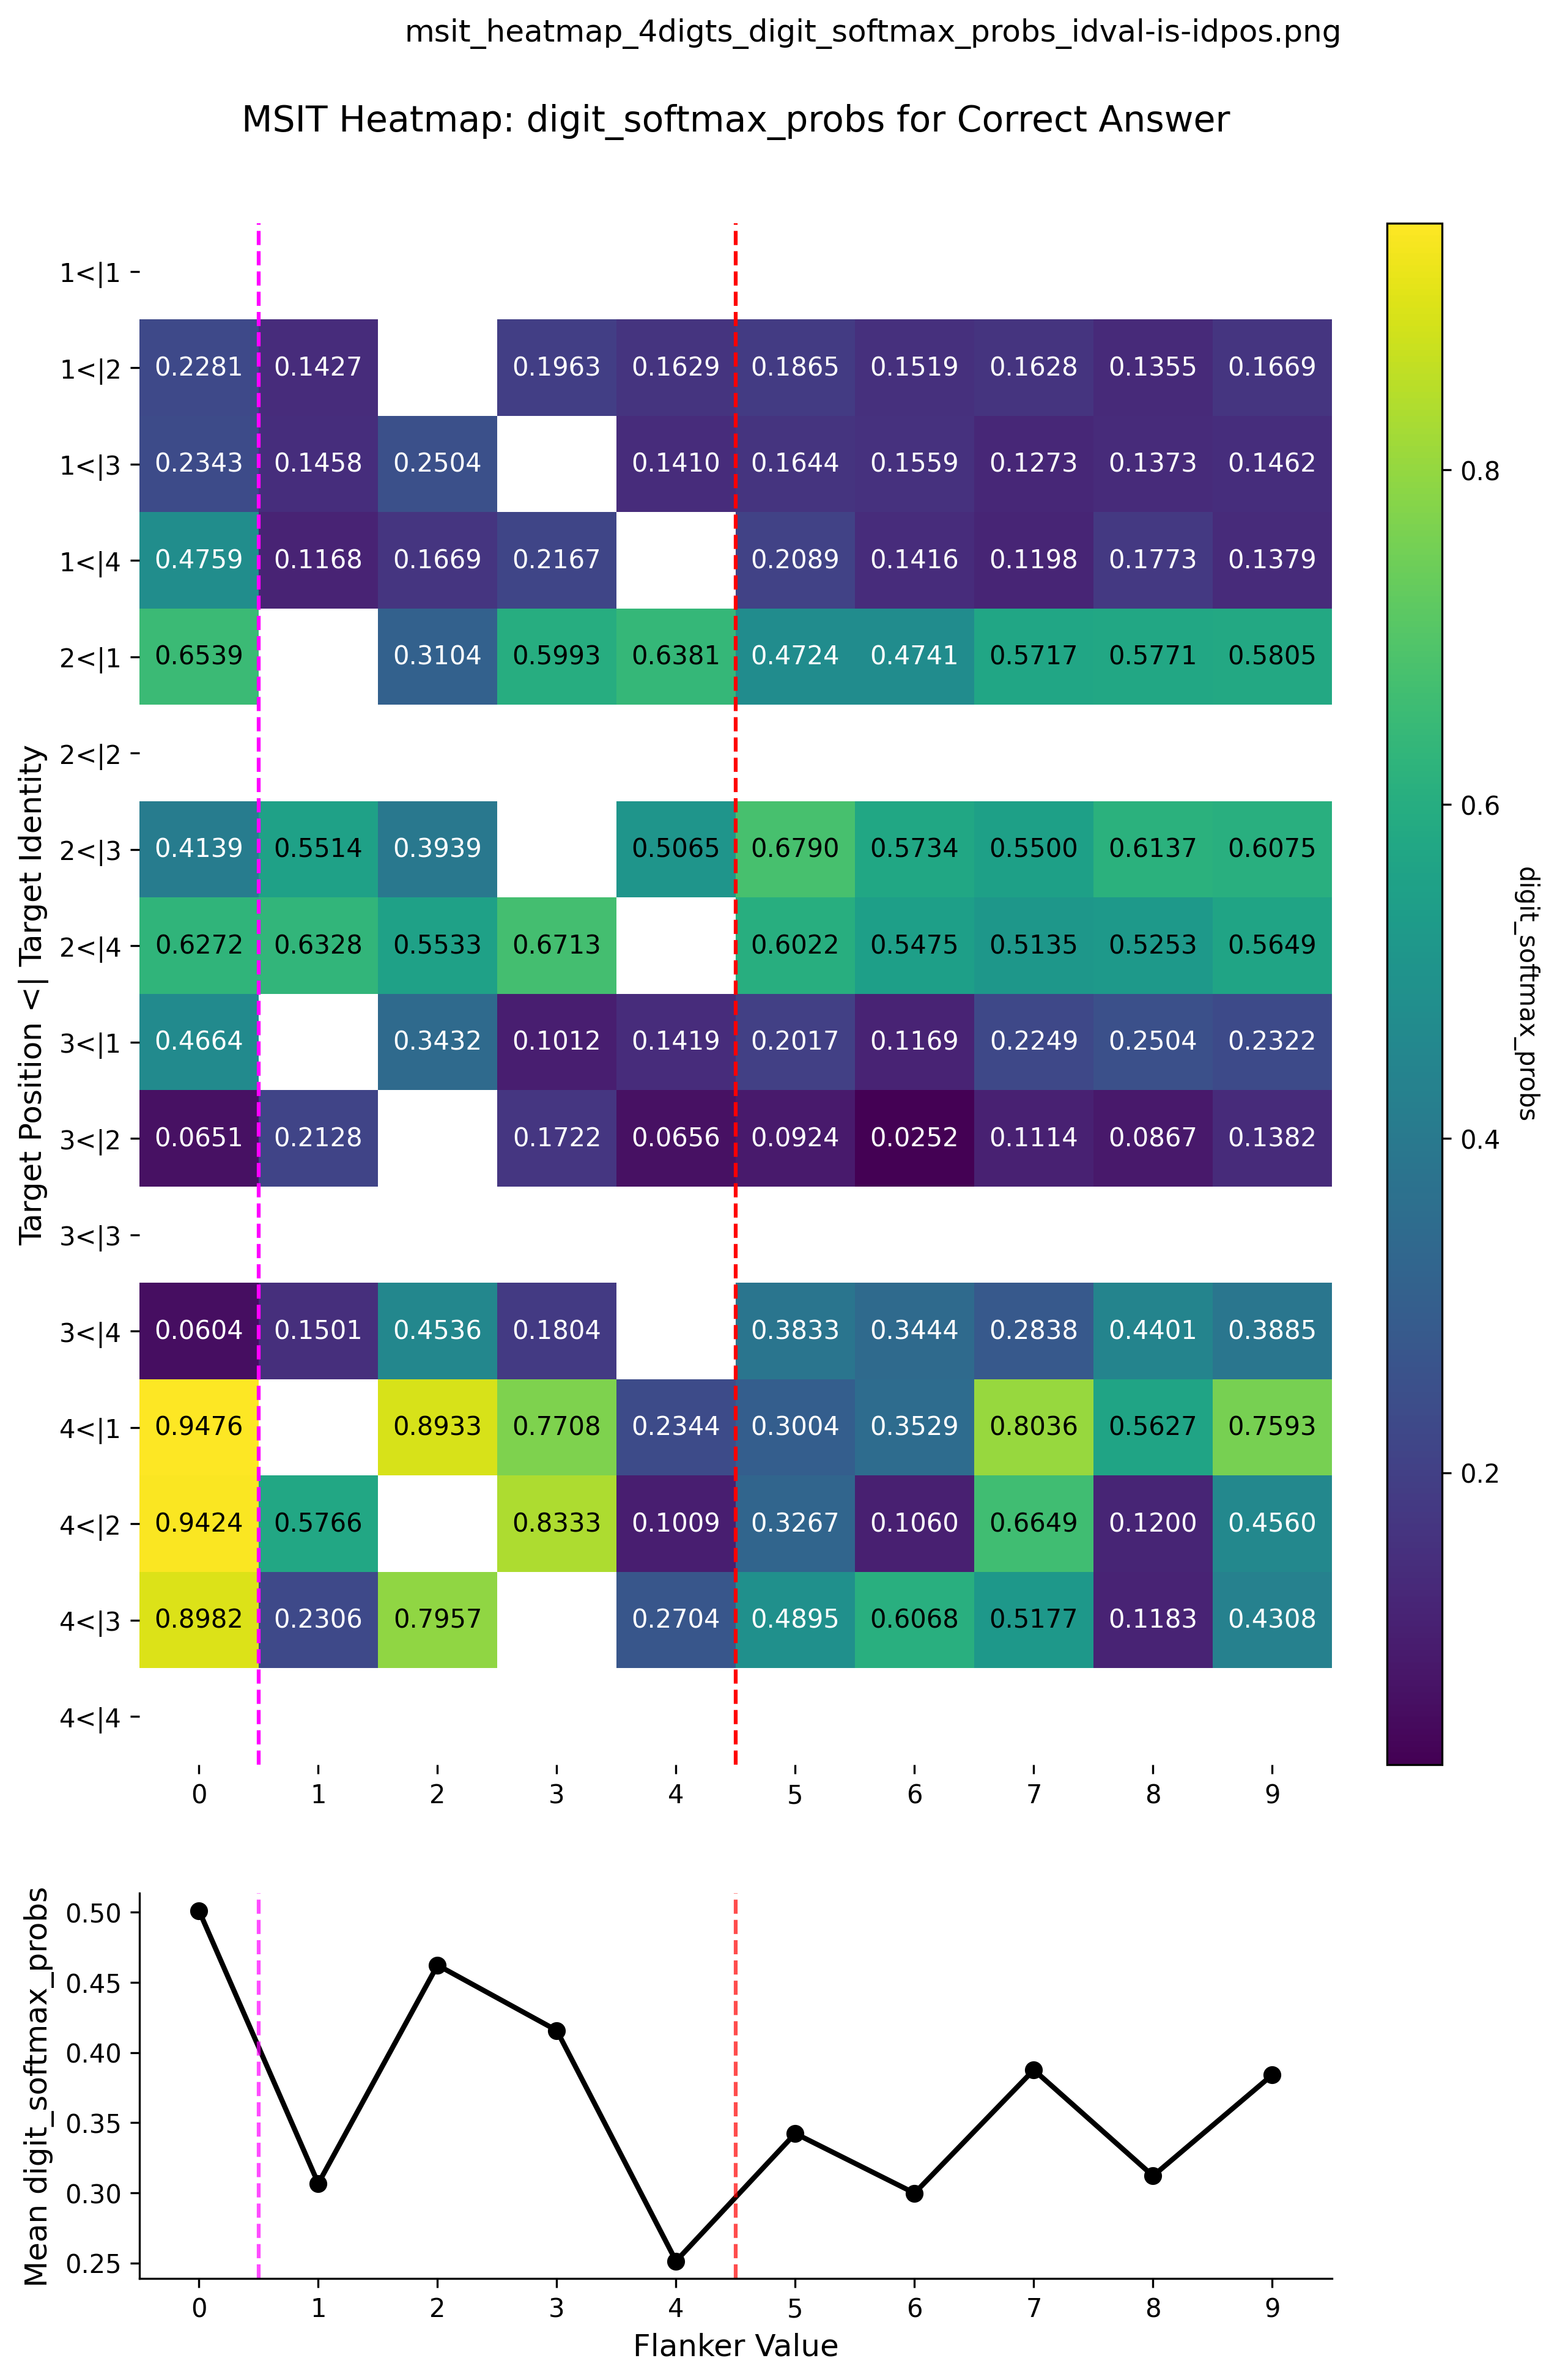 msit_heatmap_4digts_digit_softmax_probs_idval-is-idpos.png
MSIT Heatmap: digit_softmax_probs for Correct Answer
Target Position <| Target Identity
1<|1
1<|2 0.2281 0.1427 0.1963 0.1629 0.1865 0.1519 0.1628 0.1355 0.1669
1<|3 0.2343 0.1458 0.2504 0.1410 0.1644 0.1559 0.1273 0.1373 0.1462
1<|4 0.4759 0.1168 0.1669 0.2167 0.2089 0.1416 0.1198 0.1773 0.1379
2<|1 0.6539 0.3104 0.5993 0.6381 0.4724 0.4741 0.5717 0.5771 0.5805
2<|2
2<|3 0.4139 0.5514 0.3939 0.5065 0.6790 0.5734 0.5500 0.6137 0.6075
2<|4 0.6272 0.6328 0.5533 0.6713 0.6022 0.5475 0.5135 0.5253 0.5649
3<|1 0.4664 0.3432 0.1012 0.1419 0.2017 0.1169 0.2249 0.2504 0.2322
3<|2 0.0651 0.2128 0.1722 0.0656 0.0924 0.0252 0.1114 0.0867 0.1382
3<|3
3<|4 0.0604 0.1501 0.4536 0.1804 0.3833 0.3444 0.2838 0.4401 0.3885
4<|1 0.9476 0.8933 0.7708 0.2344 0.3004 0.3529 0.8036 0.5627 0.7593
4<|2 0.9424 0.5766 0.8333 0.1009 0.3267 0.1060 0.6649 0.1200 0.4560
4<|3 0.8982 0.2306 0.7957 0.2704 0.4895 0.6068 0.5177 0.1183 0.4308
4<|4
0 1 2 3 4 5 6 7 8 9
0.8
0.6
0.4
0.2
digit_softmax_probs
Mean digit_softmax_probs
0.50
0.45
0.40
0.35
0.30
0.25
0 1 2 3 4 5 6 7 8 9
Flanker Value